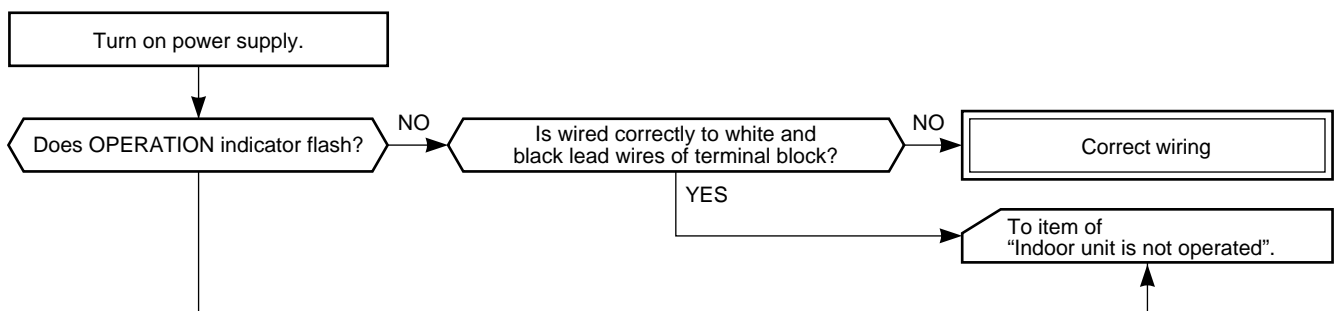 Turn on power supply.
Does OPERATION indicator flash?
NO
Is wired correctly to white and
black lead wires of terminal block?
NO
Correct wiring
YES
To item of
“Indoor unit is not operated”.